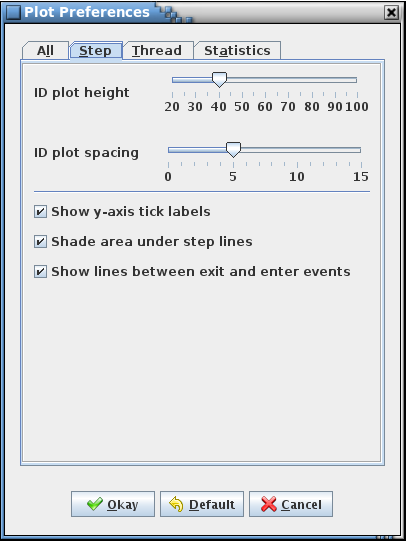 Plot Preferences
All Step Thread Statistics
ID plot height
20 30 40 50 60 70 80 90 100
ID plot spacing
0 5 10 15
Show y-axis tick labels
Shade area under step lines
Show lines between exit and enter events
Okay Default Cancel